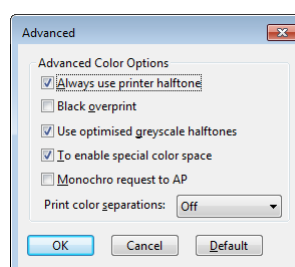 Advanced
Advanced Color Options
Always use printer halftone
Black overprint
Use optimised greyscale halftones
To enable special color space
Monochro request to AP
Print color separations: Off
OK Cancel Default